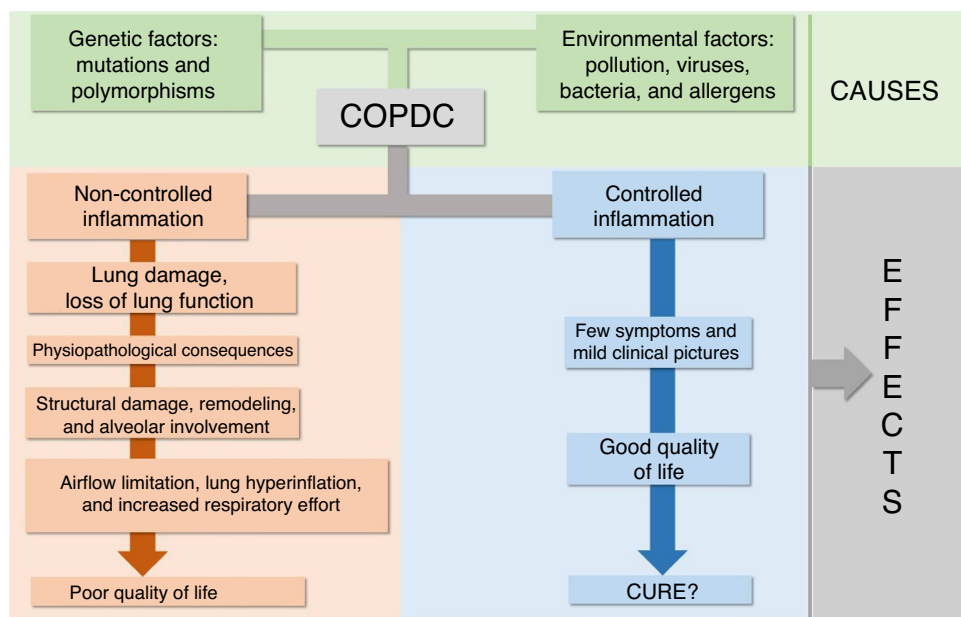 Genetic factors:
mutations and
polymorphisms
Environmental factors:
pollution, viruses,
bacteria, and allergens
CAUSES
COPDC
Non-controlled
inflammation
Lung damage,
loss of lung function
Physiopathological consequences
Structural damage, remodeling,
and alveolar involvement
Airflow limitation, lung hyperinflation,
and increased respiratory effort
Poor quality of life
Controlled
inflammation
Few symptoms and
mild clinical pictures
Good quality
of life
CURE?
E
F
F
E
C
T
S